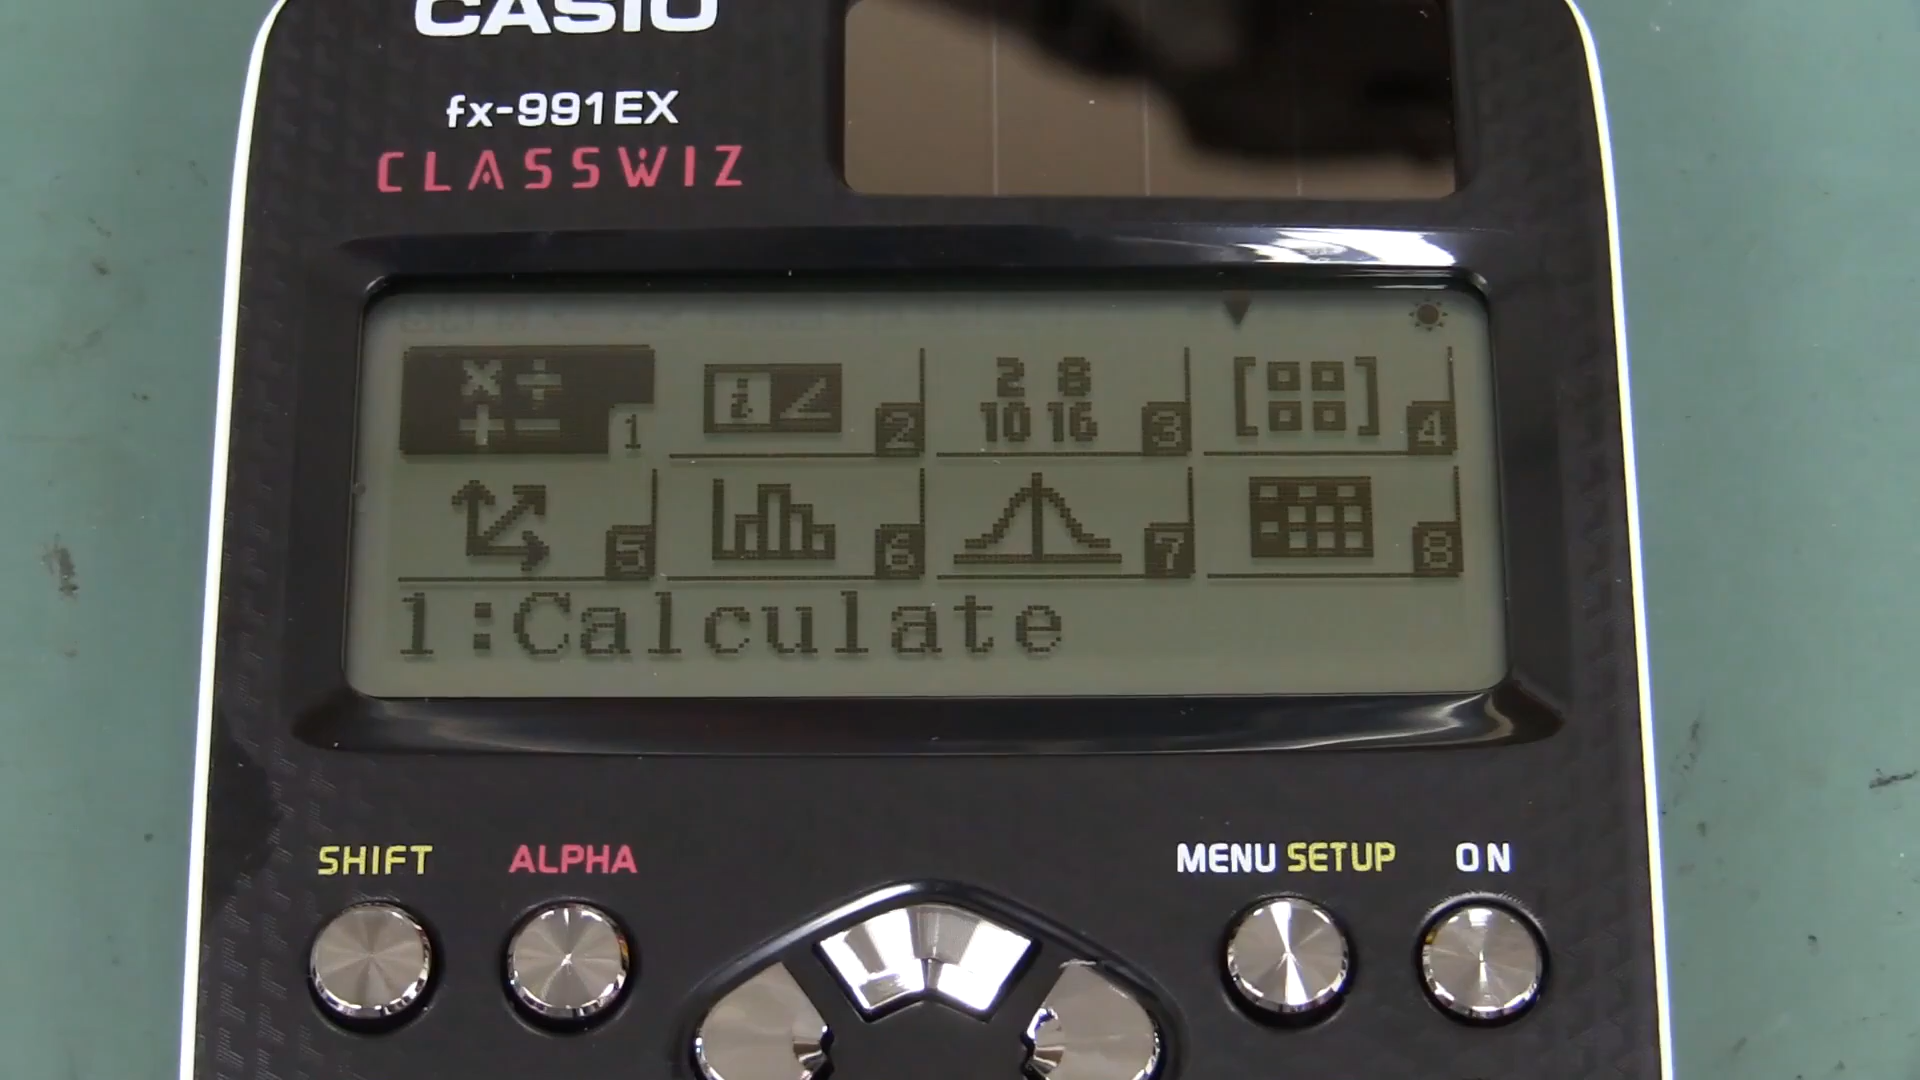 CASIO
fx-991EX
CLASSWIZ
× ÷ + − 1
i ∠ 2
2 8 10 16 3
4
5
6
7
8
1:Calculate
SHIFT ALPHA MENU SETUP ON